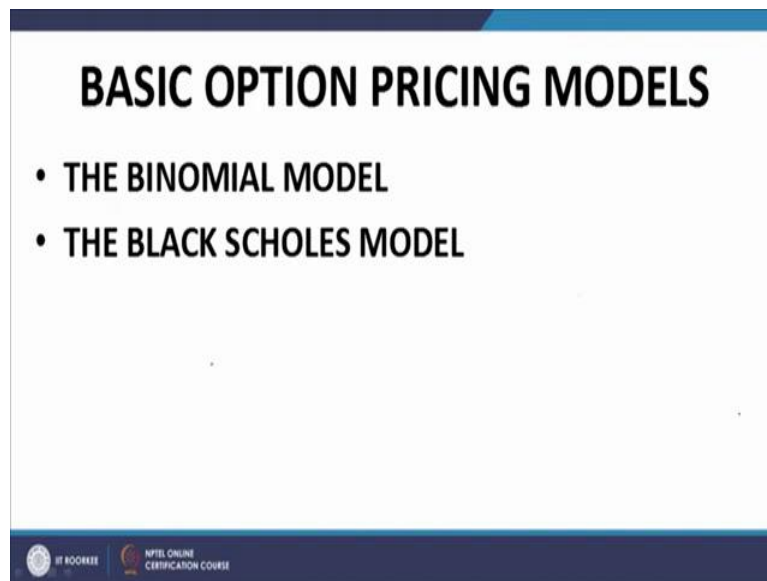 BASIC OPTION PRICING MODELS
• THE BINOMIAL MODEL
• THE BLACK SCHOLES MODEL
IIT ROORKEE
NPTEL ONLINE
CERTIFICATION COURSE